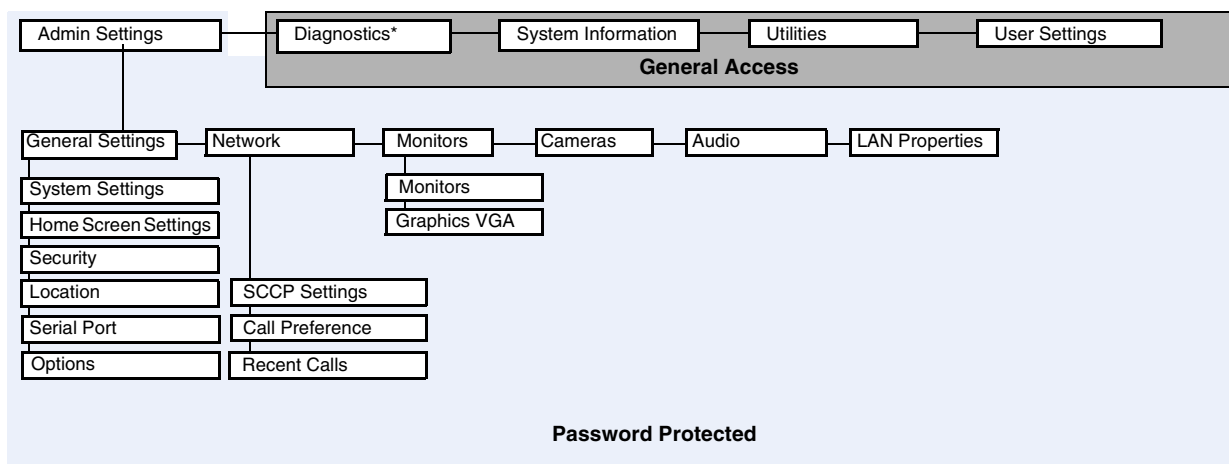 Admin Settings
Diagnostics*
System Information
Utilities
User Settings
General Access
General Settings
Network
Monitors
Cameras
Audio
LAN Properties
System Settings
Monitors
Home Screen Settings
Graphics VGA
Security
Location
SCCP Settings
Serial Port
Call Preference
Options
Recent Calls
Password Protected